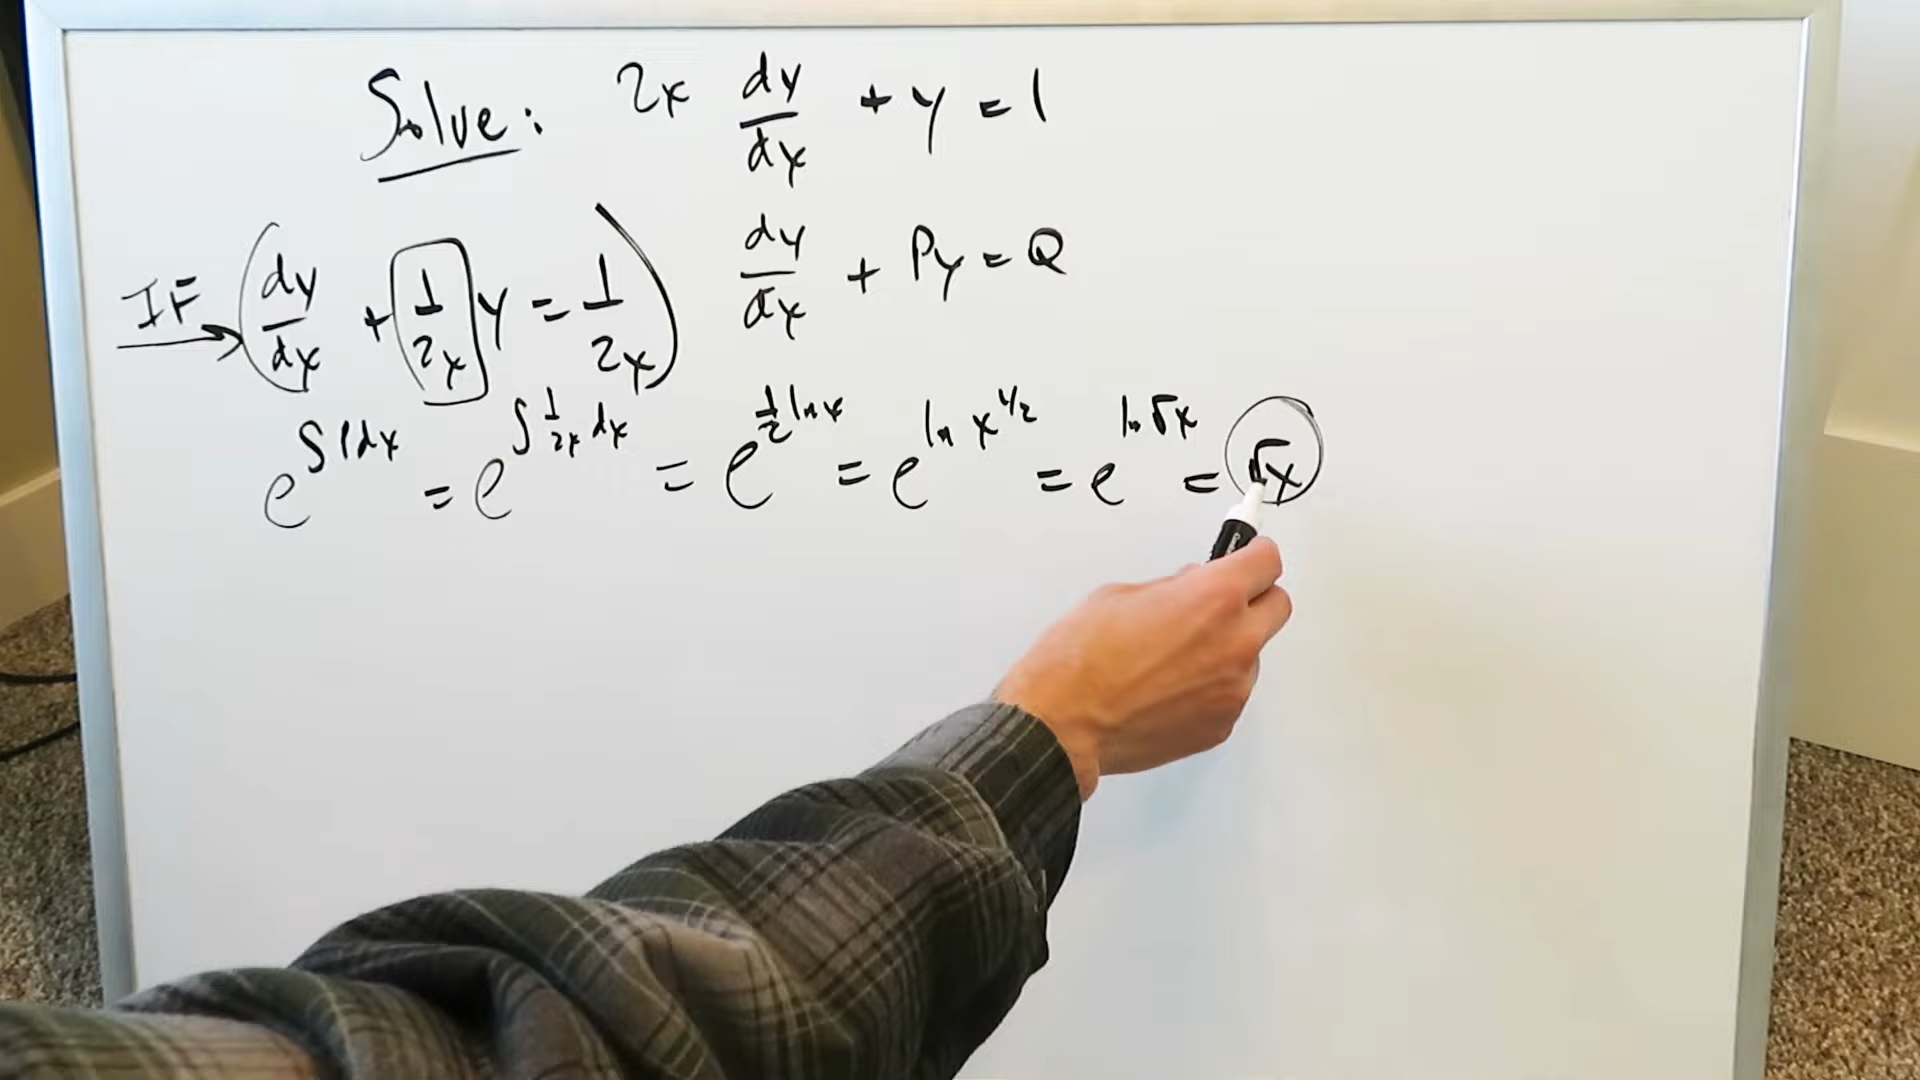 Solve: 2x dy/dx + y = 1
IF → (dy/dx + 1/2x y = 1/2x) dy/dx + Py = Q
e^∫Pdx = e^∫1/2x dx = e^1/2 ln x = e^ln x^1/2 = e^ln √x = √x